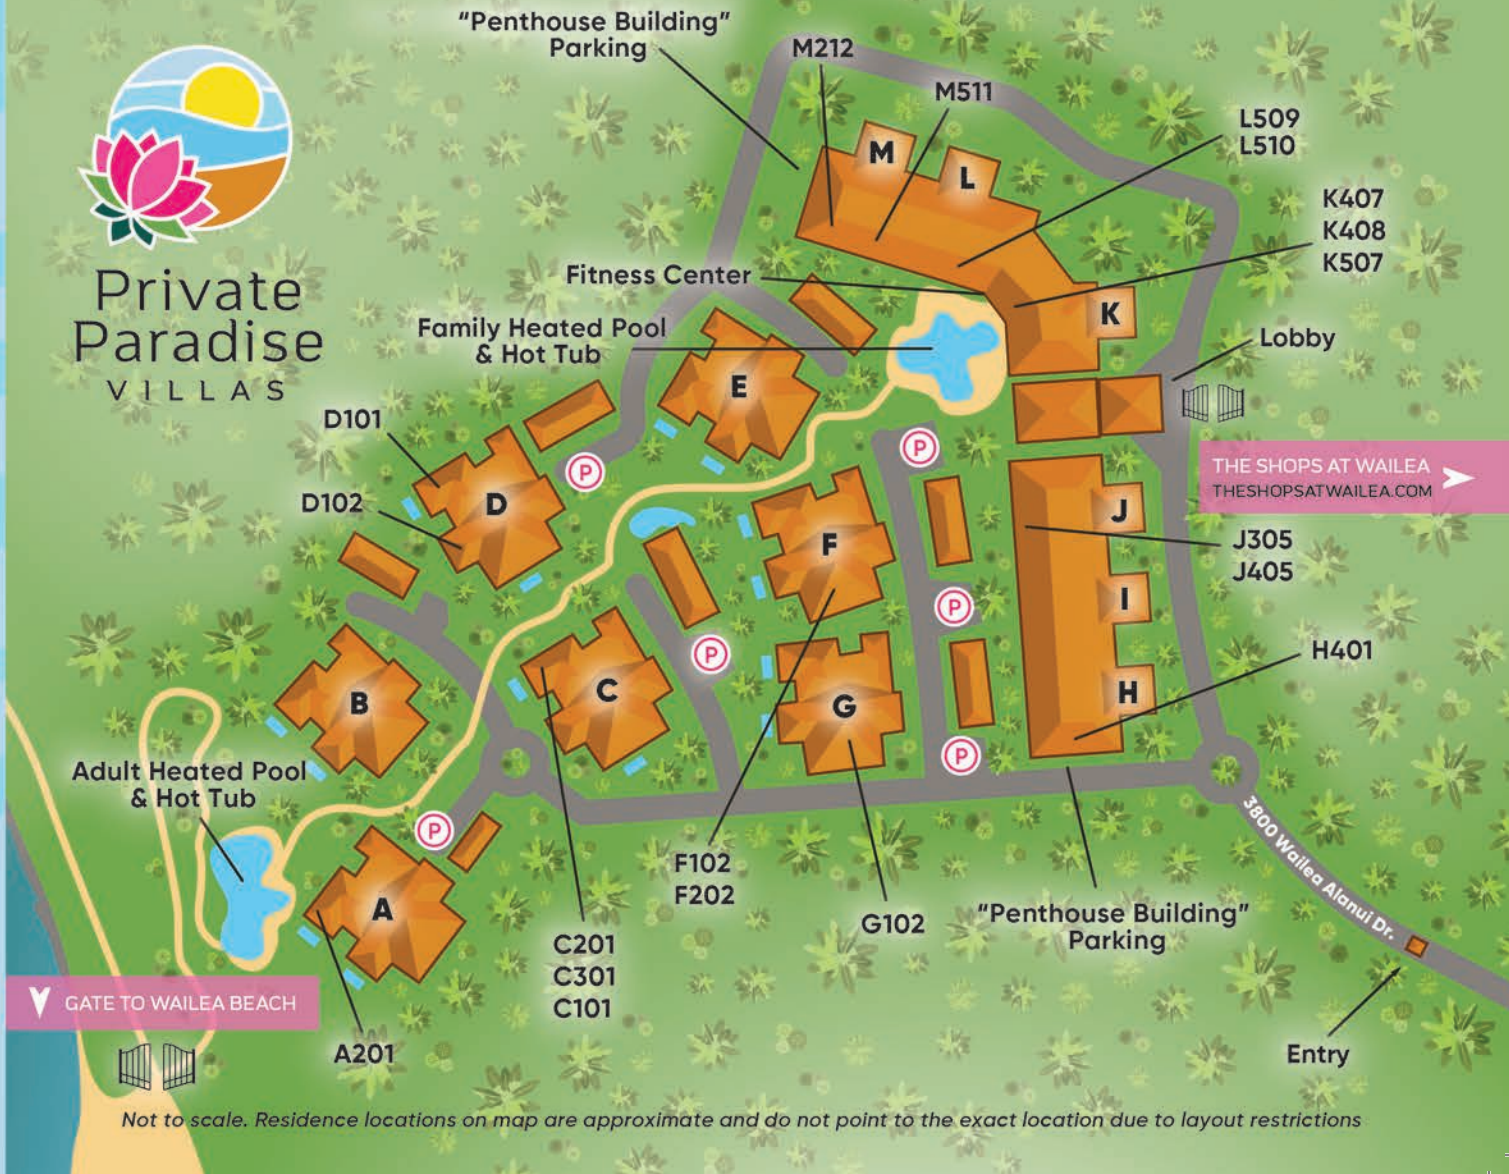 "Penthouse Building"
Parking
M212
M511
L509
L510
M
L
K407
K408
K507
Private
Paradise
VILLAS
Fitness Center
K
Family Heated Pool
& Hot Tub
Lobby
E
D101
P
P
THE SHOPS AT WAILEA
THESHOPSATWAILEA.COM
D102
D
J
F
J305
J405
I
P
P
H401
C
H
B
G
Adult Heated Pool
& Hot Tub
P
P
3800 Wailea Alanui Dr.
F102
F202
A
G102
"Penthouse Building"
Parking
C201
C301
C101
GATE TO WAILEA BEACH
A201
Entry
Not to scale. Residence locations on map are approximate and do not point to the exact location due to layout restrictions